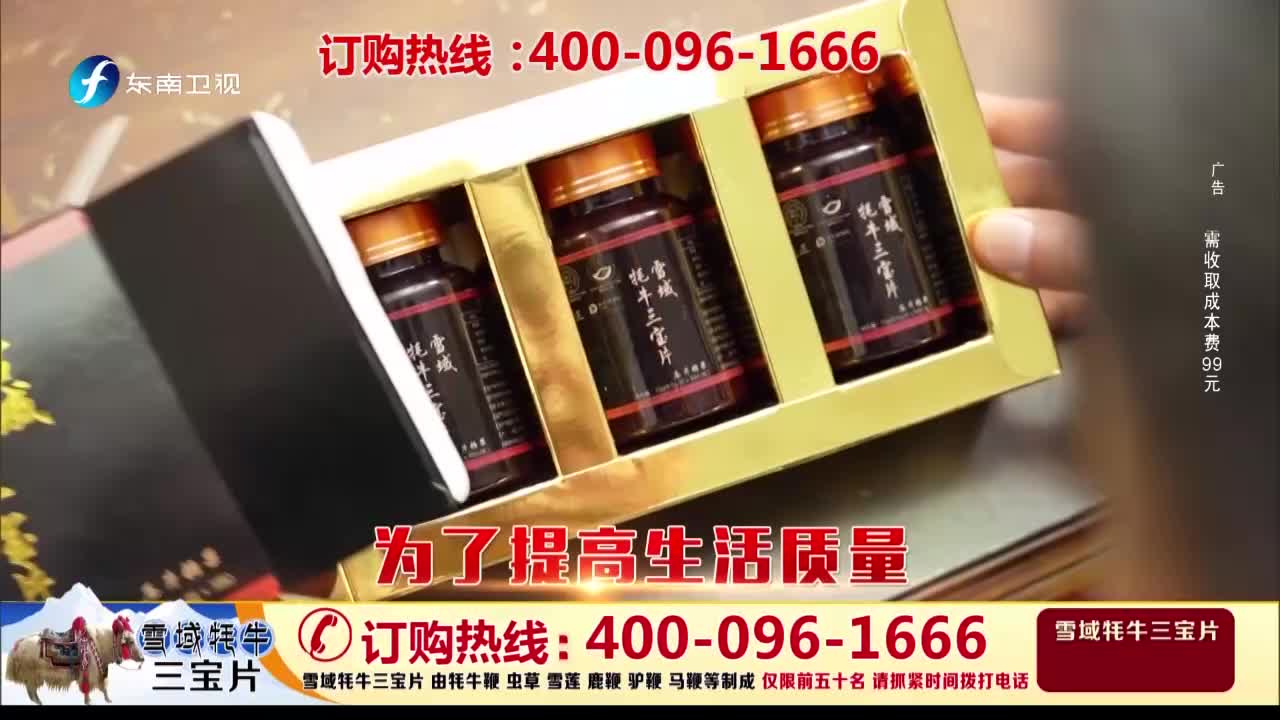 订购热线:400-096-1666
东南卫视
广告
需收取成本费99元
雪域
牦牛三宝片
雪域
牦牛三宝片
雪域
牦牛三宝片
为了提高生活质量
雪域牦牛
三宝片
订购热线:400-096-1666
雪域牦牛三宝片 由牦牛鞭 虫草 雪莲 鹿鞭 驴鞭 马鞭等制成 仅限前五十名 请抓紧时间拨打电话
雪域牦牛三宝片